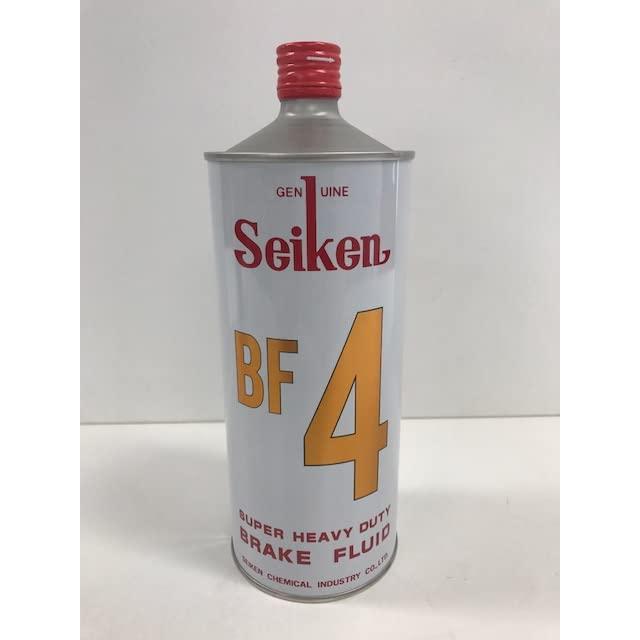 GENUINE
Seiken
BF 4
SUPER HEAVY DUTY
BRAKE FLUID
SEIKEN CHEMICAL INDUSTRY CO.,LTD.